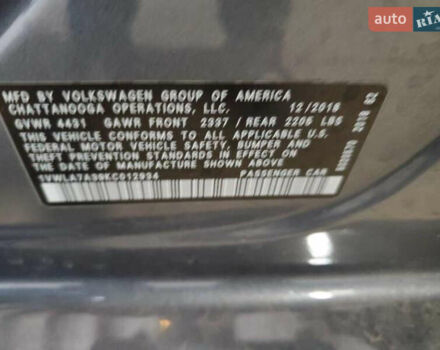 auto RIA
MFD BY VOLKSWAGEN GROUP OF AMERICA
CHATTANOOGA OPERATIONS, LLC. 12/2018
GVWR 4431 GAWR FRONT 2337 / REAR 2205 LBS
THIS VEHICLE CONFORMS TO ALL APPLICABLE U.S.
FEDERAL MOTOR VEHICLE SAFETY, BUMPER AND
THEFT PREVENTION STANDARDS IN EFFECT ON
THE DATE OF MANUFACTURE SHOWN ABOVE
PASSENGER CAR